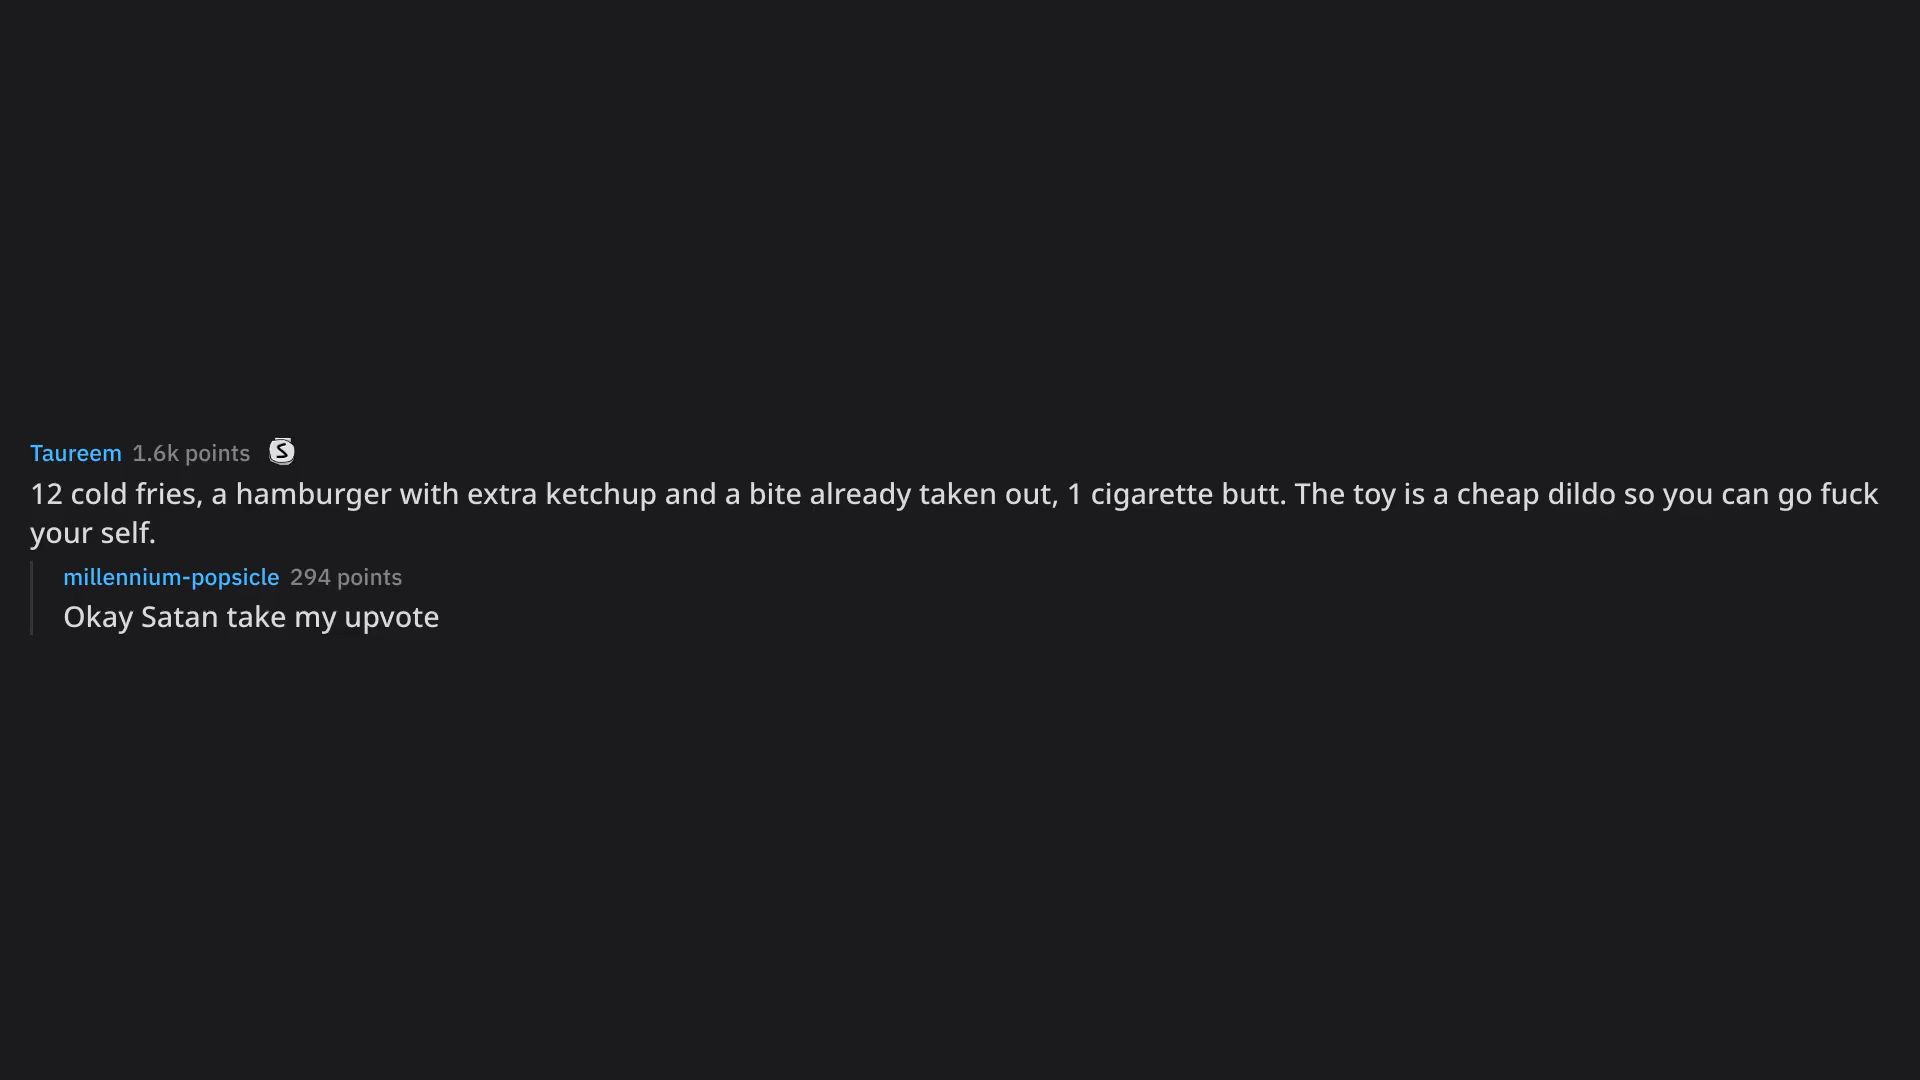 Taureem 1.6k points S
12 cold fries, a hamburger with extra ketchup and a bite already taken out, 1 cigarette butt. The toy is a cheap dildo so you can go fuck
your self.
millennium-popsicle 294 points
Okay Satan take my upvote